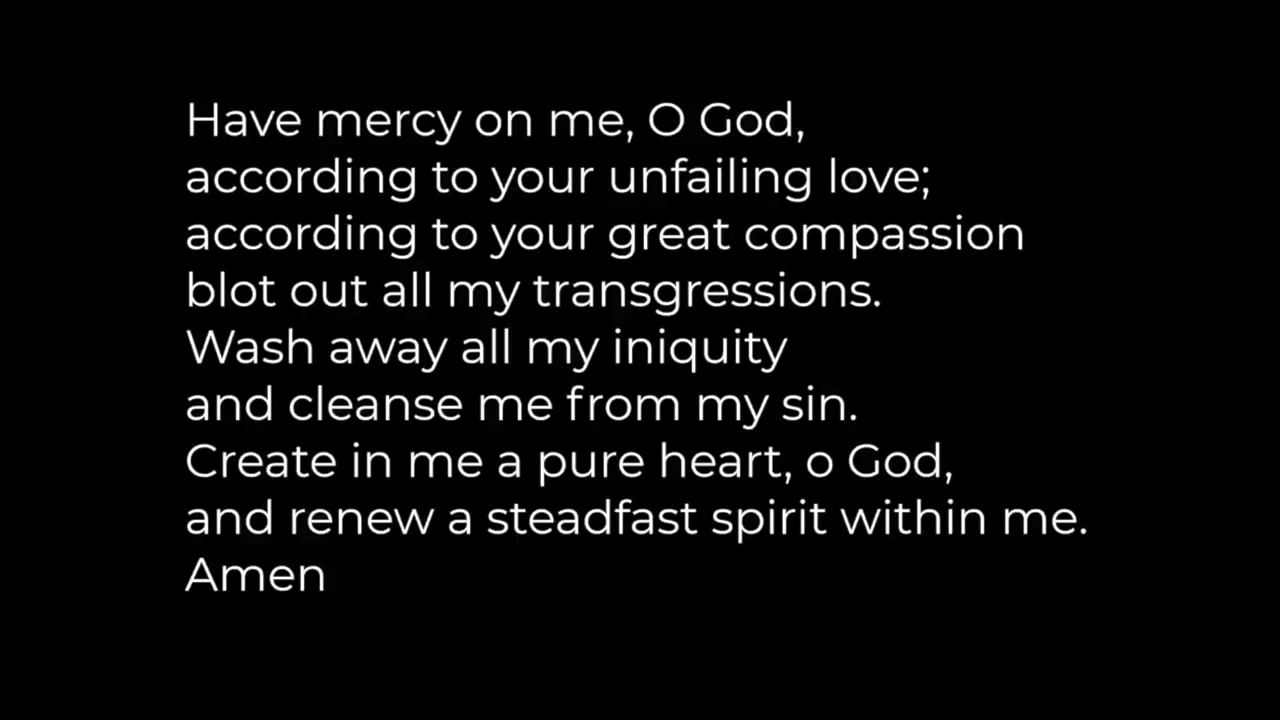 Have mercy on me, O God,
according to your unfailing love;
according to your great compassion
blot out all my transgressions.
Wash away all my iniquity
and cleanse me from my sin.
Create in me a pure heart, o God,
and renew a steadfast spirit within me.
Amen